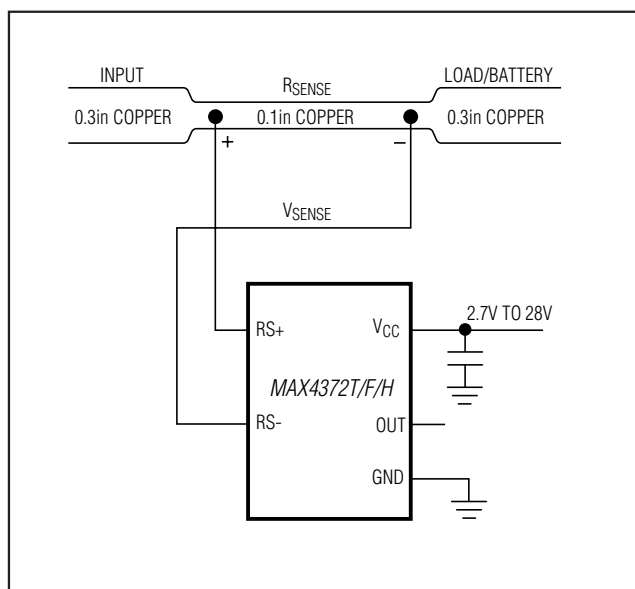 INPUT RSENSE LOAD/BATTERY
0.3in COPPER 0.1in COPPER 0.3in COPPER
+ −
VSENSE
2.7V TO 28V
RS+ VCC
MAX4372T/F/H
RS- OUT
GND